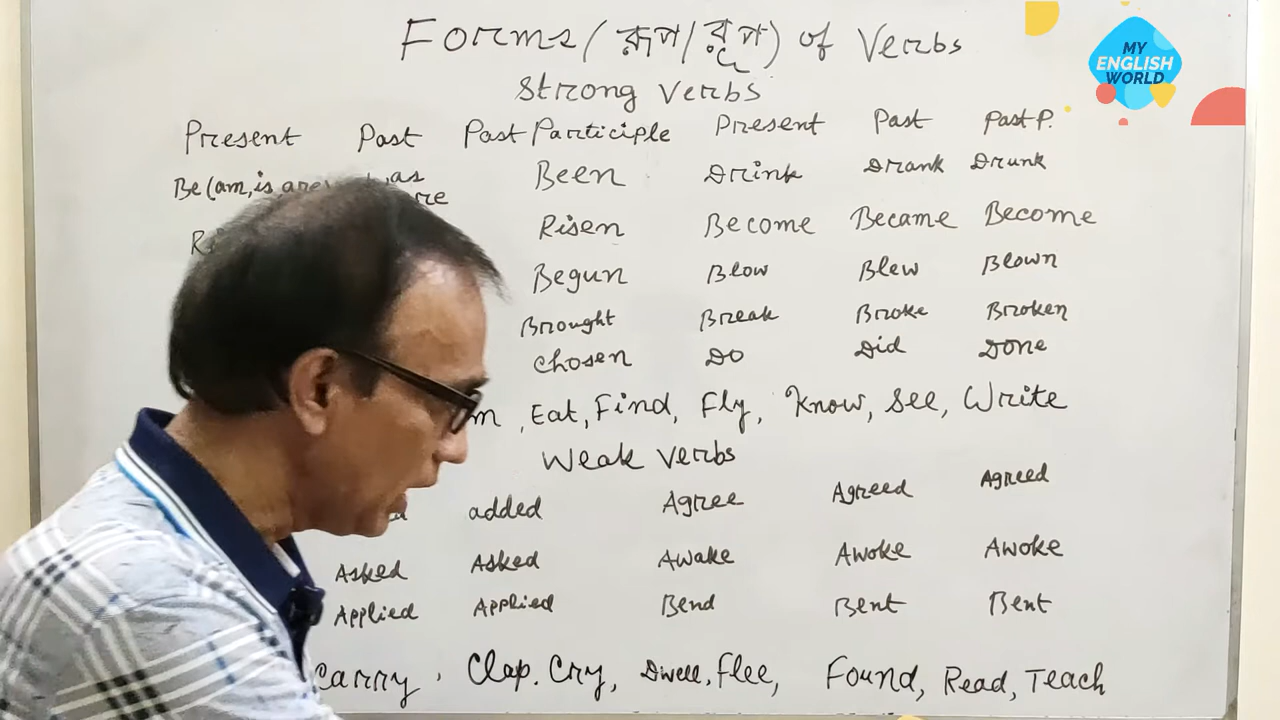 Forms (রূপ/রূপ) of Verbs
MY
ENGLISH
WORLD
Strong Verbs
Present Past Past Participle Present Past Past P.
Be (am, is are) as Been Drink Drank Drunk
re
Risen Become Became Become
Begun Blow Blew Blown
Brought Break Broke Broken
Chosen Do Did Done
m, Eat, Find, Fly, Know, See, Write
Weak Verbs
added Agree Agreed Agreed
Asked Asked Awake Awoke Awoke
Applied Applied Bend Bent Bent
Carry, Clap. Cry, Dwell, Flee, Found, Read, Teach